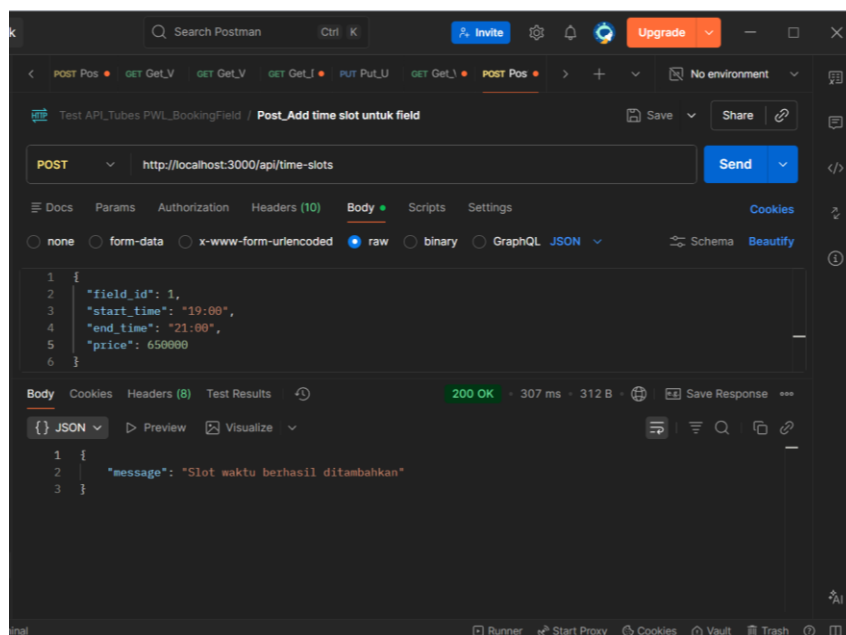 k
Search Postman Ctrl K Invite Upgrade
POST Pos GET Get_V GET Get_V GET Get_[ PUT Put_U GET Get_\ POST Pos No environment
HTTP Test API_Tubes PWL_BookingField / Post_Add time slot untuk field Save Share
POST http://localhost:3000/api/time-slots Send
Docs Params Authorization Headers (10) Body Scripts Settings Cookies
none form-data x-www-form-urlencoded raw binary GraphQL JSON Schema Beautify
1 {
2 "field_id": 1,
3 "start_time": "19:00",
4 "end_time": "21:00",
5 "price": 650000
6 }
Body Cookies Headers (8) Test Results 200 OK 307 ms 312 B Save Response
{} JSON Preview Visualize
1 {
2 "message": "Slot waktu berhasil ditambahkan"
3 }
AI
inal Runner Start Proxy Cookies Vault Trash